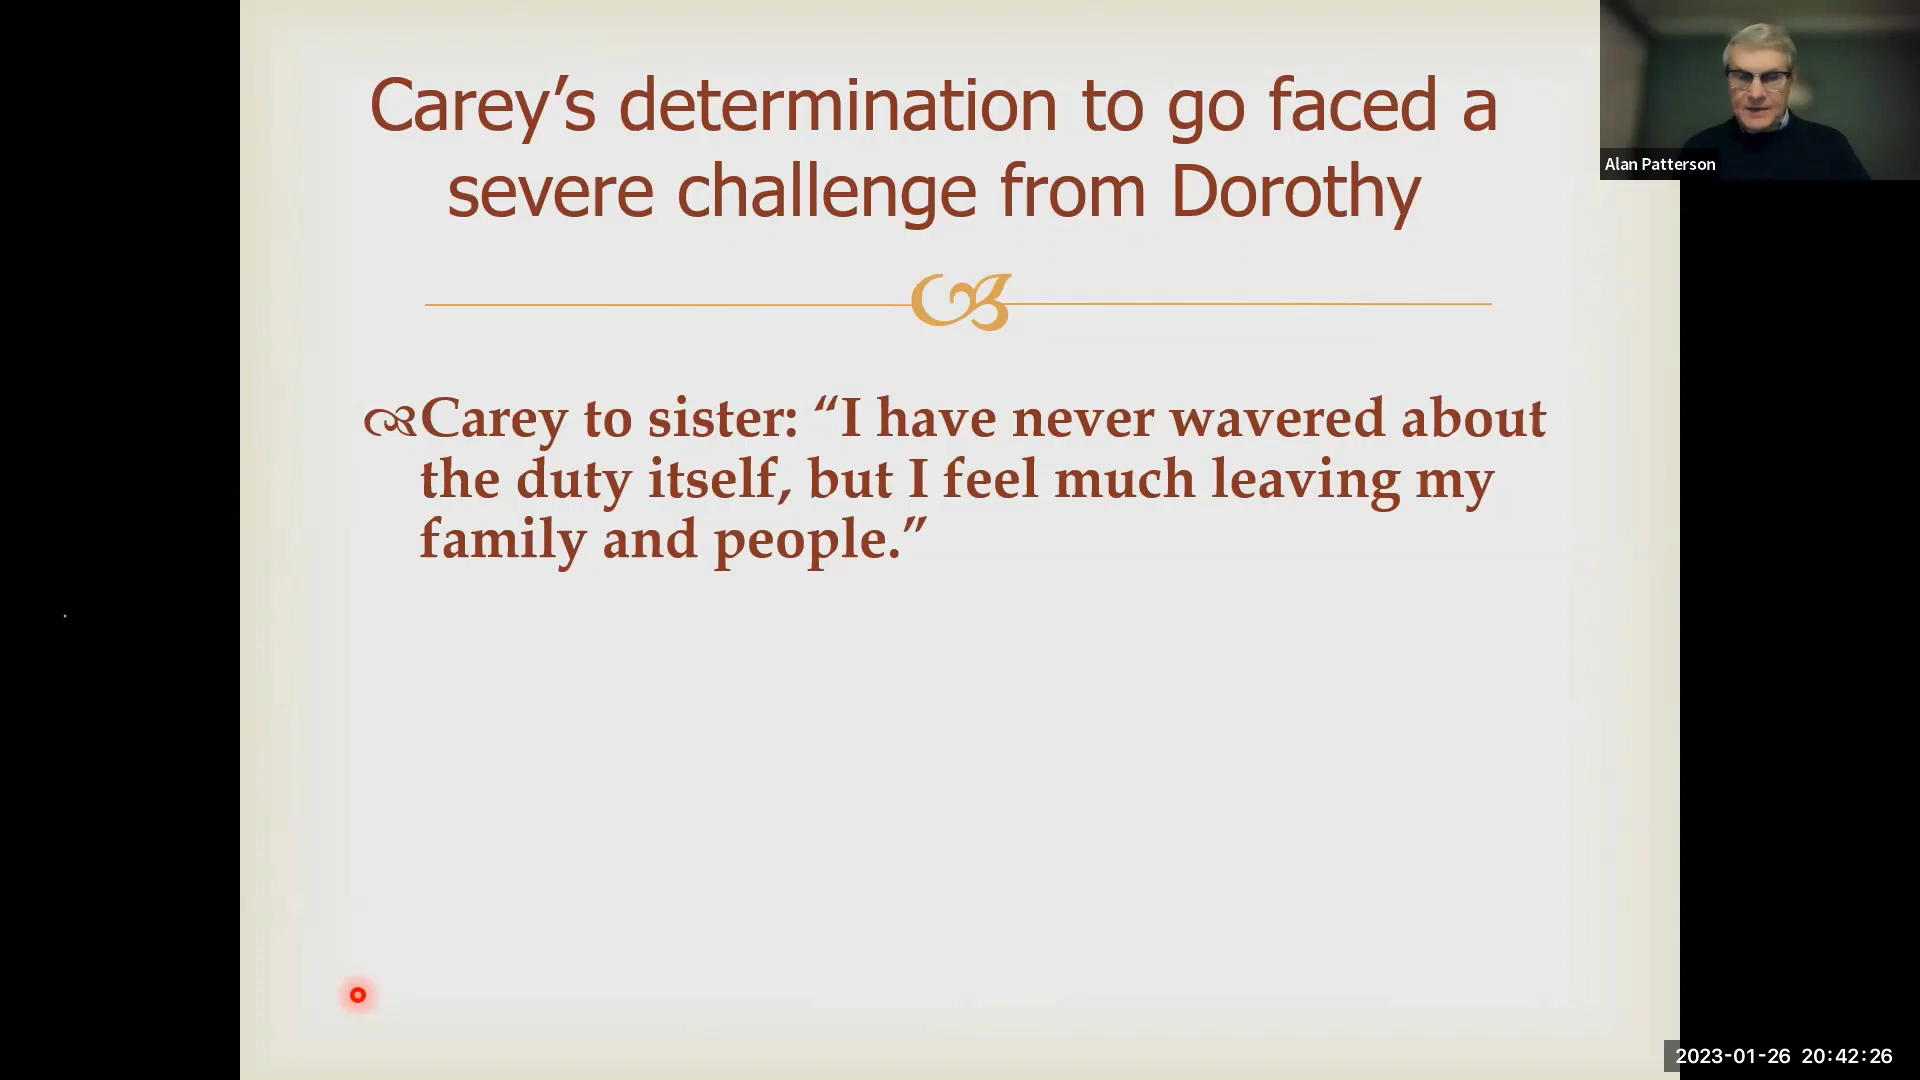 Carey’s determination to go faced a
severe challenge from Dorothy
Carey to sister: “I have never wavered about
the duty itself, but I feel much leaving my
family and people.”
Alan Patterson
2023-01-26 20:42:26